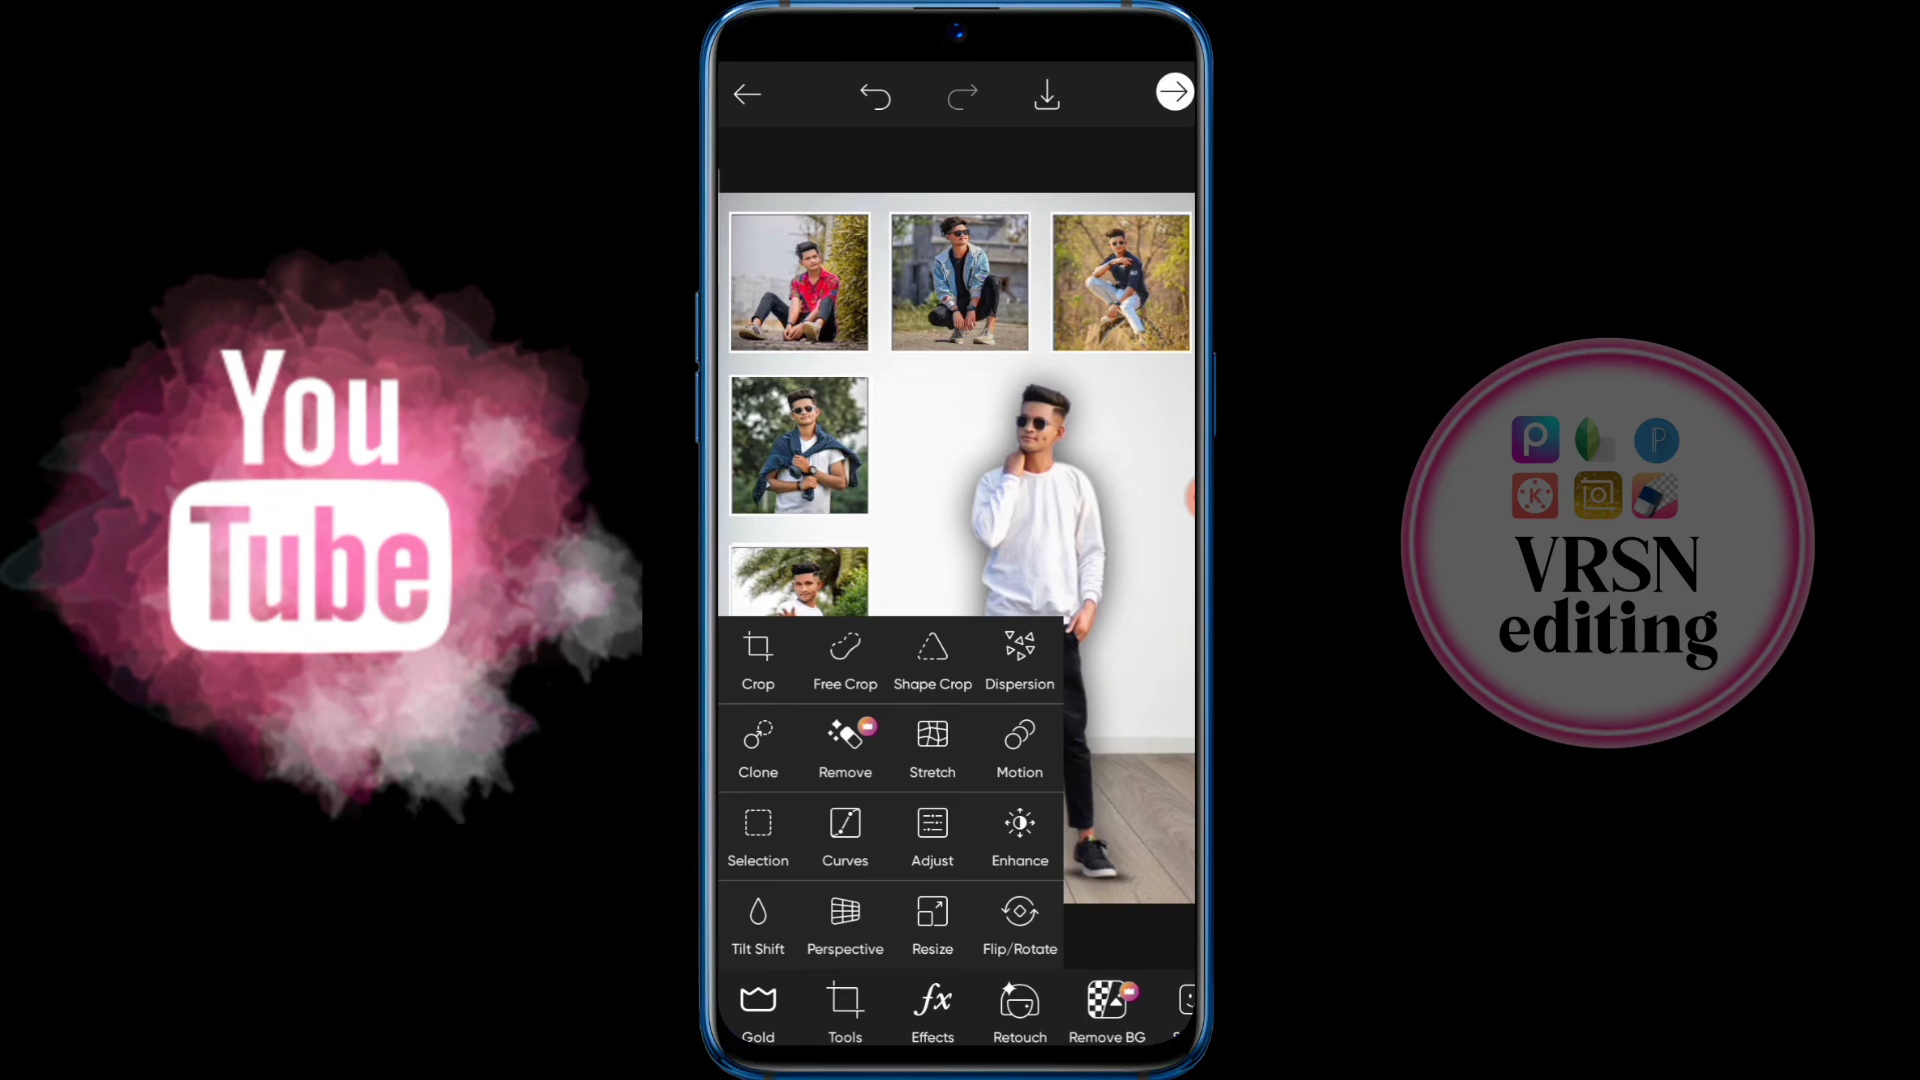 You
Tube
Crop Free Crop Shape Crop Dispersion
Clone Remove Stretch Motion
Selection Curves Adjust Enhance
Tilt Shift Perspective Resize Flip/Rotate
fx
Gold Tools Effects Retouch Remove BG
P P
K
VRSN
editing